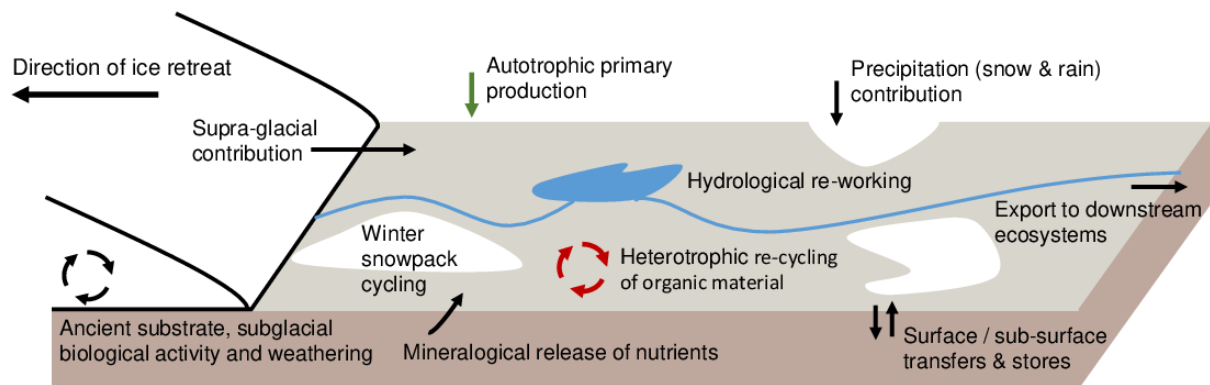 Direction of ice retreat
Autotrophic primary
production
Precipitation (snow & rain)
contribution
Supra-glacial
contribution
Hydrological re-working
Export to downstream
ecosystems
Winter
snowpack
cycling
Heterotrophic re-cycling
of organic material
Ancient substrate, subglacial
biological activity and weathering
Mineralogical release of nutrients
Surface / sub-surface
transfers & stores